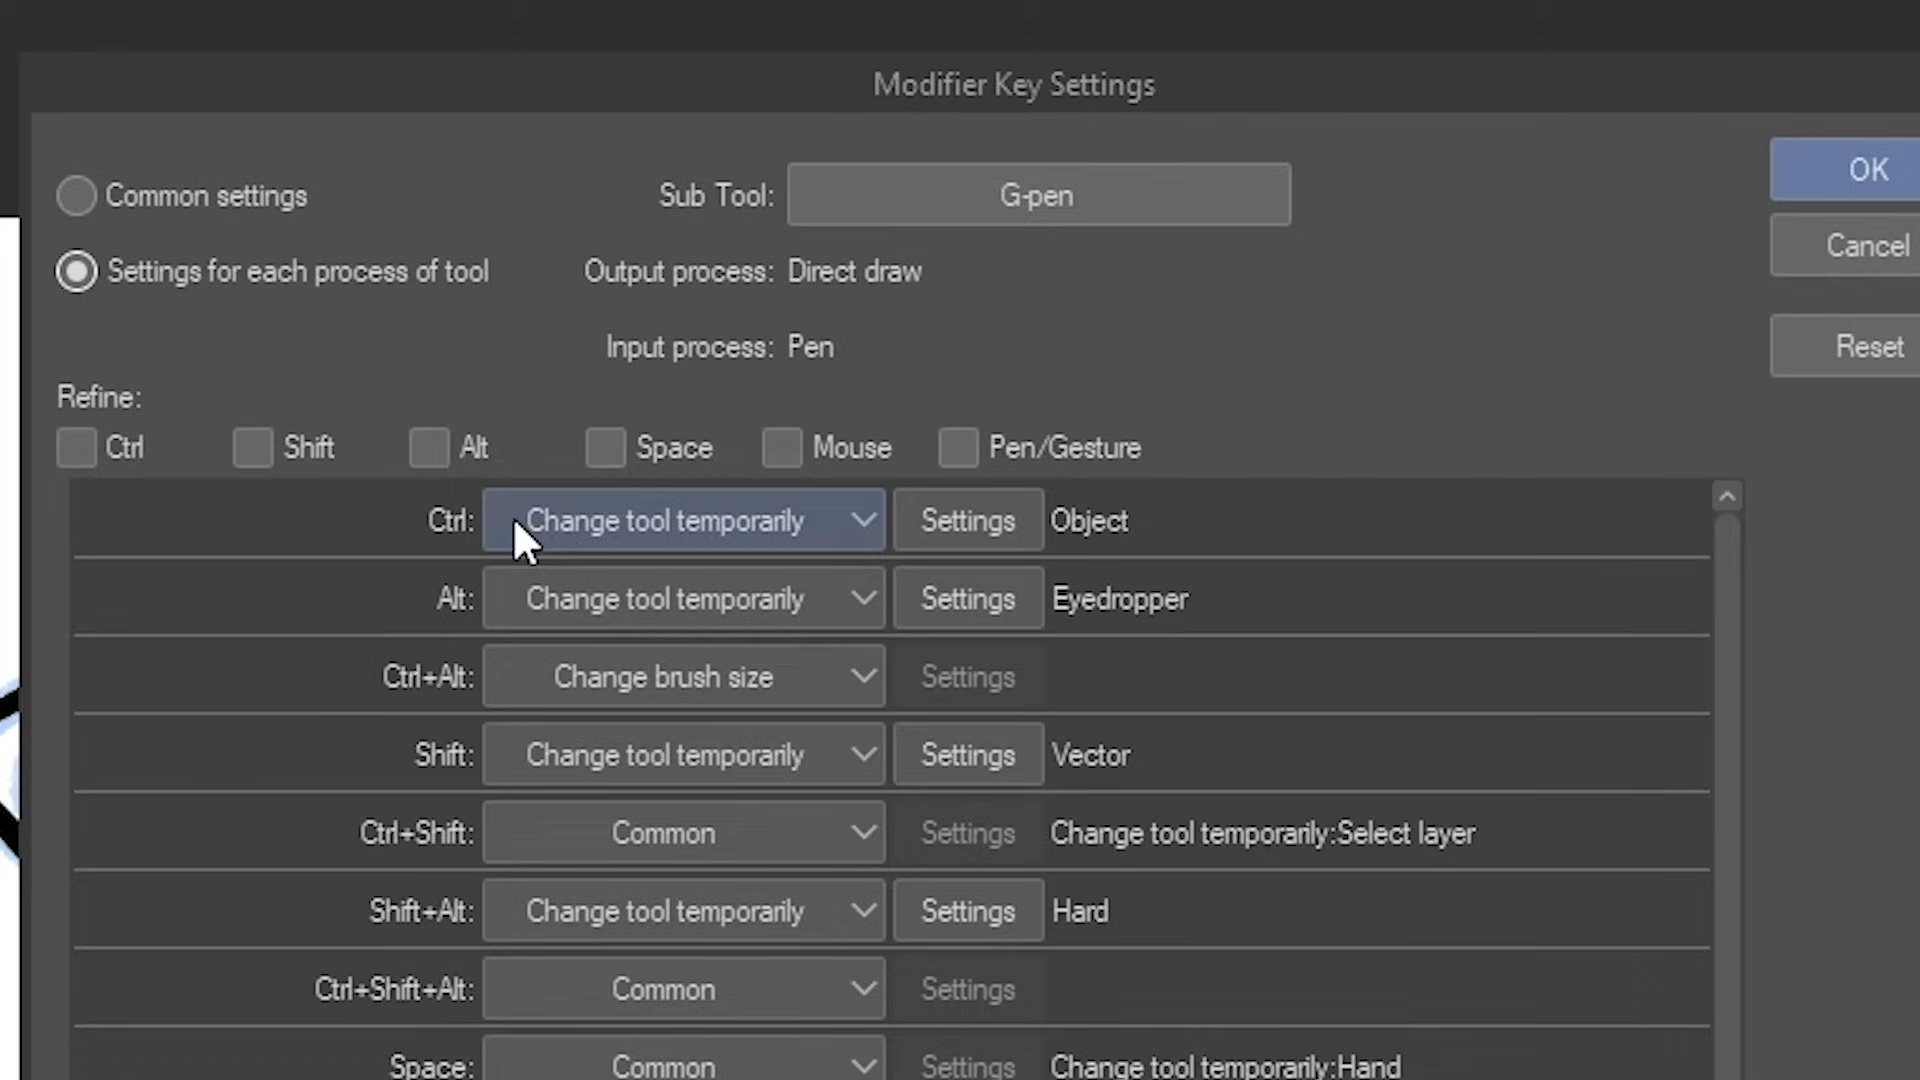 Modifier Key Settings
Common settings
Sub Tool: G-pen
OK
Settings for each process of tool
Output process: Direct draw
Cancel
Input process: Pen
Reset
Refine:
Ctrl Shift Alt Space Mouse Pen/Gesture
Ctrl: Change tool temporarily Settings Object
Alt: Change tool temporarily Settings Eyedropper
Ctrl+Alt: Change brush size Settings
Shift: Change tool temporarily Settings Vector
Ctrl+Shift: Common Settings Change tool temporarily:Select layer
Shift+Alt: Change tool temporarily Settings Hard
Ctrl+Shift+Alt: Common Settings
Space: Common Settings Change tool temporarily:Hand